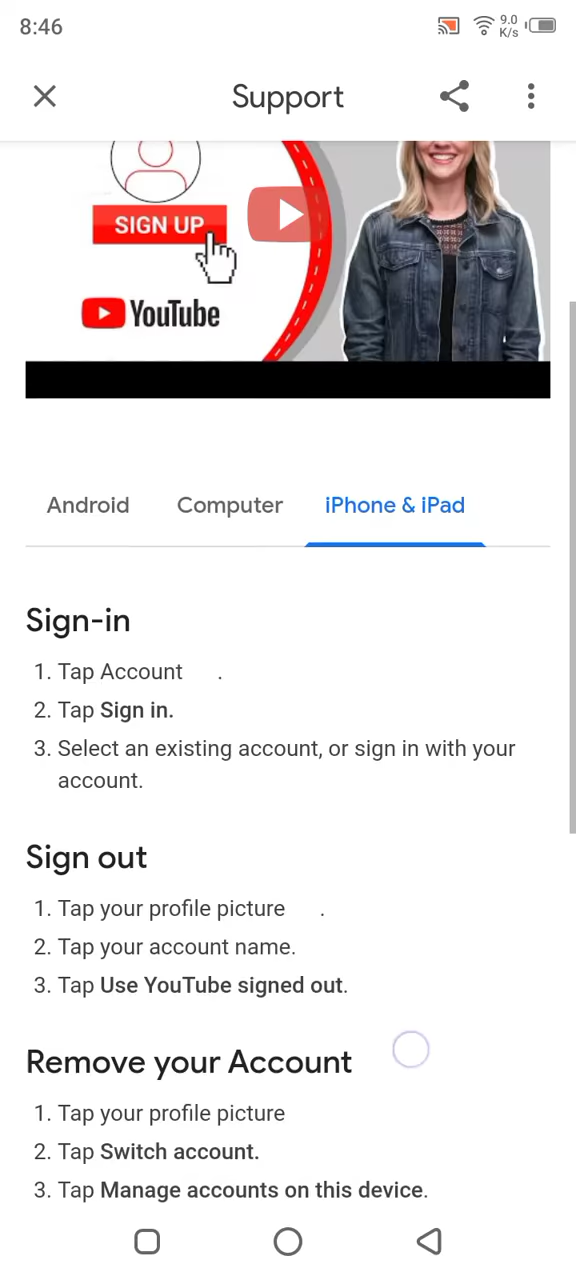 8:46
9.0
K/s
Support
SIGN UP
YouTube
Android Computer iPhone & iPad
Sign-in
1. Tap Account .
2. Tap Sign in.
3. Select an existing account, or sign in with your
account.
Sign out
1. Tap your profile picture .
2. Tap your account name.
3. Tap Use YouTube signed out.
Remove your Account
1. Tap your profile picture
2. Tap Switch account.
3. Tap Manage accounts on this device.